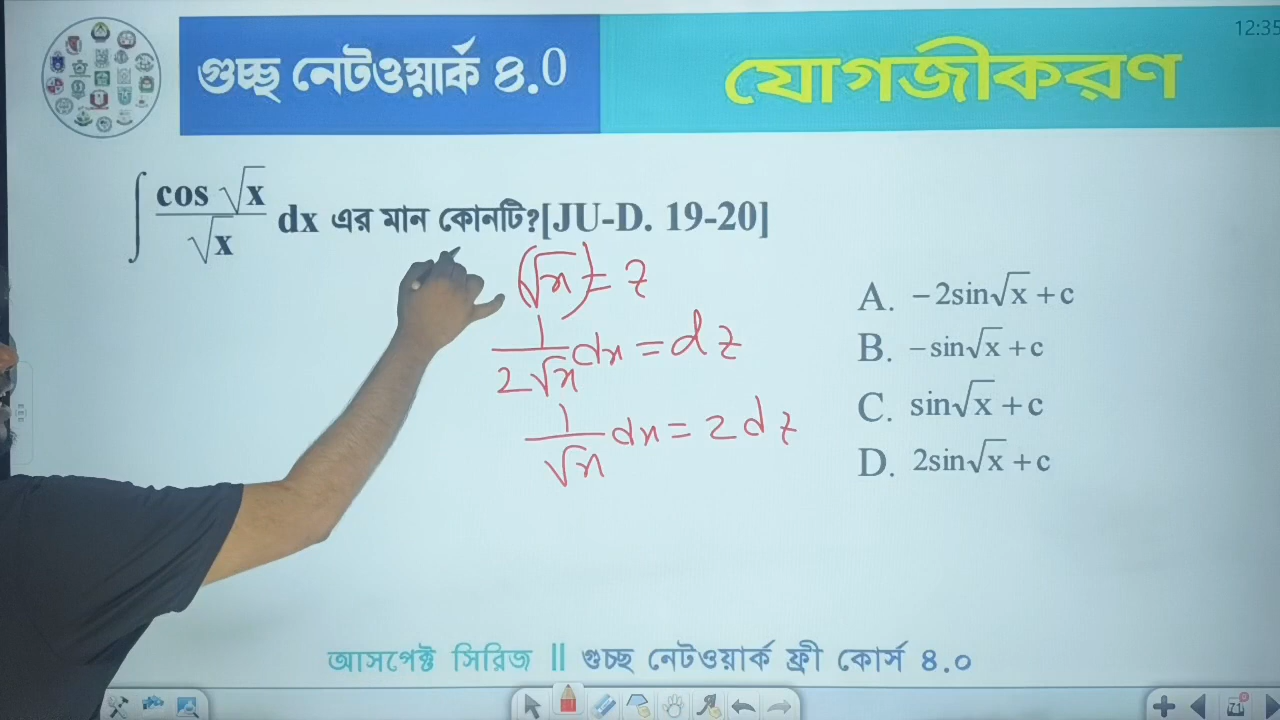 12:35
গুচ্ছ নেটওয়ার্ক ৪.0
যোগজীকরণ
∫ cos √x / √x dx এর মান কোনটি?[JU-D. 19-20]
(√x) = z
1 / 2√x dx = dz
1 / √x dx = 2dz
A. −2sin√x + c
B. −sin√x + c
C. sin√x + c
D. 2sin√x + c
আসপেক্ট সিরিজ || গুচ্ছ নেটওয়ার্ক ফ্রী কোর্স ৪.০